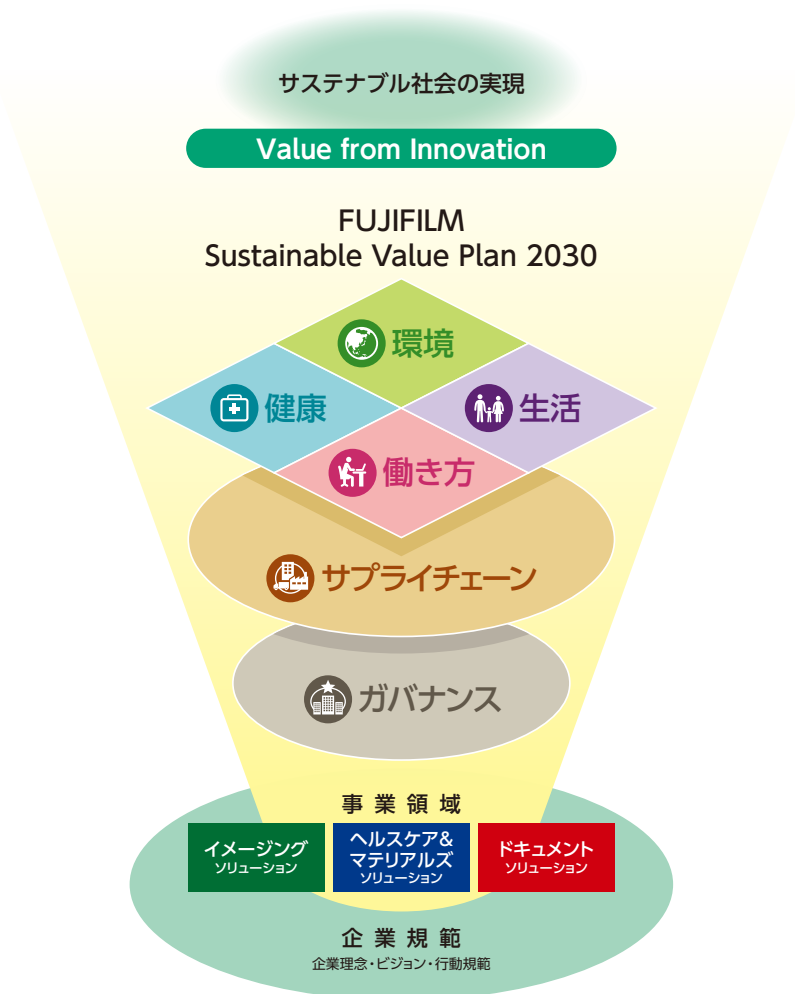 サステナブル社会の実現
Value from Innovation
FUJIFILM
Sustainable Value Plan 2030
環境
健康
生活
働き方
サプライチェーン
ガバナンス
事業領域
イメージング
ソリューション
ヘルスケア&
マテリアルズ
ソリューション
ドキュメント
ソリューション
企業規範
企業理念・ビジョン・行動規範